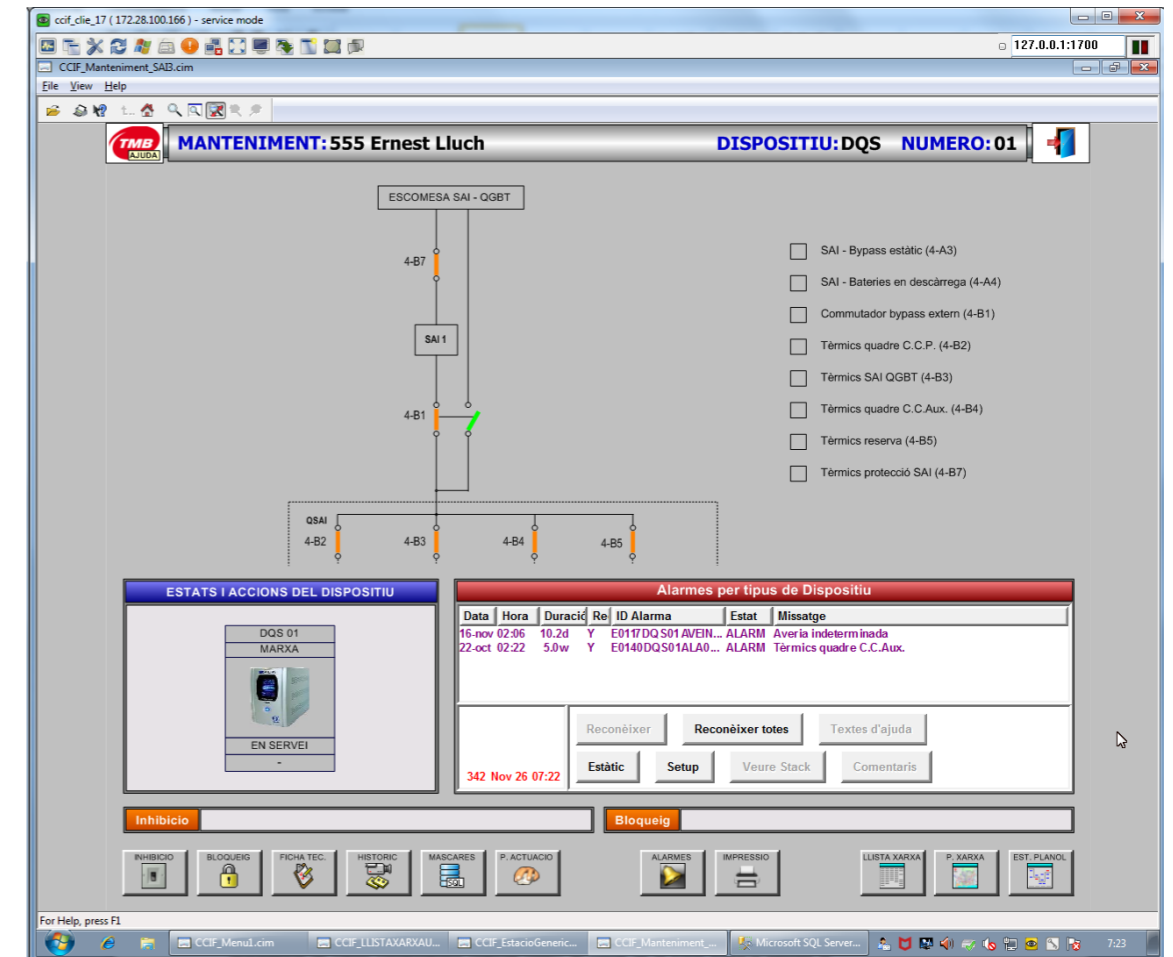 ccif_clie_17 ( 172.28.100.166 ) - service mode
127.0.0.1:1700
CCIF_Manteniment_SAI3.cim
File View Help
t...
TMB AJUDA
MANTENIMENT: 555 Ernest Lluch DISPOSITIU: DQS NUMERO: 01
ESCOMESA SAI - QGBT
4-B7
SAI 1
4-B1
QSAI
4-B2 4-B3 4-B4 4-B5
SAI - Bypass estàtic (4-A3)
SAI - Bateries en descàrrega (4-A4)
Commutador bypass extern (4-B1)
Tèrmics quadre C.C.P. (4-B2)
Tèrmics SAI QGBT (4-B3)
Tèrmics quadre C.C.Aux. (4-B4)
Tèrmics reserva (4-B5)
Tèrmics protecció SAI (4-B7)
ESTATS I ACCIONS DEL DISPOSITIU
DQS 01
MARXA
EN SERVEI
-
Alarmes per tipus de Dispositiu
Data Hora Duració Re ID Alarma Estat Missatge
16-nov 02:06 10.2d Y E0117DQS01AVEIN... ALARM Averia indeterminada
22-oct 02:22 5.0w Y E0140DQS01ALA0... ALARM Tèrmics quadre C.C.Aux.
Reconèixer Reconèixer totes Textes d'ajuda
Estàtic Setup Veure Stack Comentaris
342 Nov 26 07:22
Inhibicio
Bloqueig
INHIBICIO BLOQUEIG FICHA TEC. HISTORIC MASCARES P. ACTUACIO ALARMES IMPRESSIO LLISTA XARXA P. XARXA EST. PLANOL
SQL
For Help, press F1
CCIF_Menu1.cim CCIF_LLISTAXARXAU... CCIF_EstacioGeneric... CCIF_Manteniment_... Microsoft SQL Server... 7:23